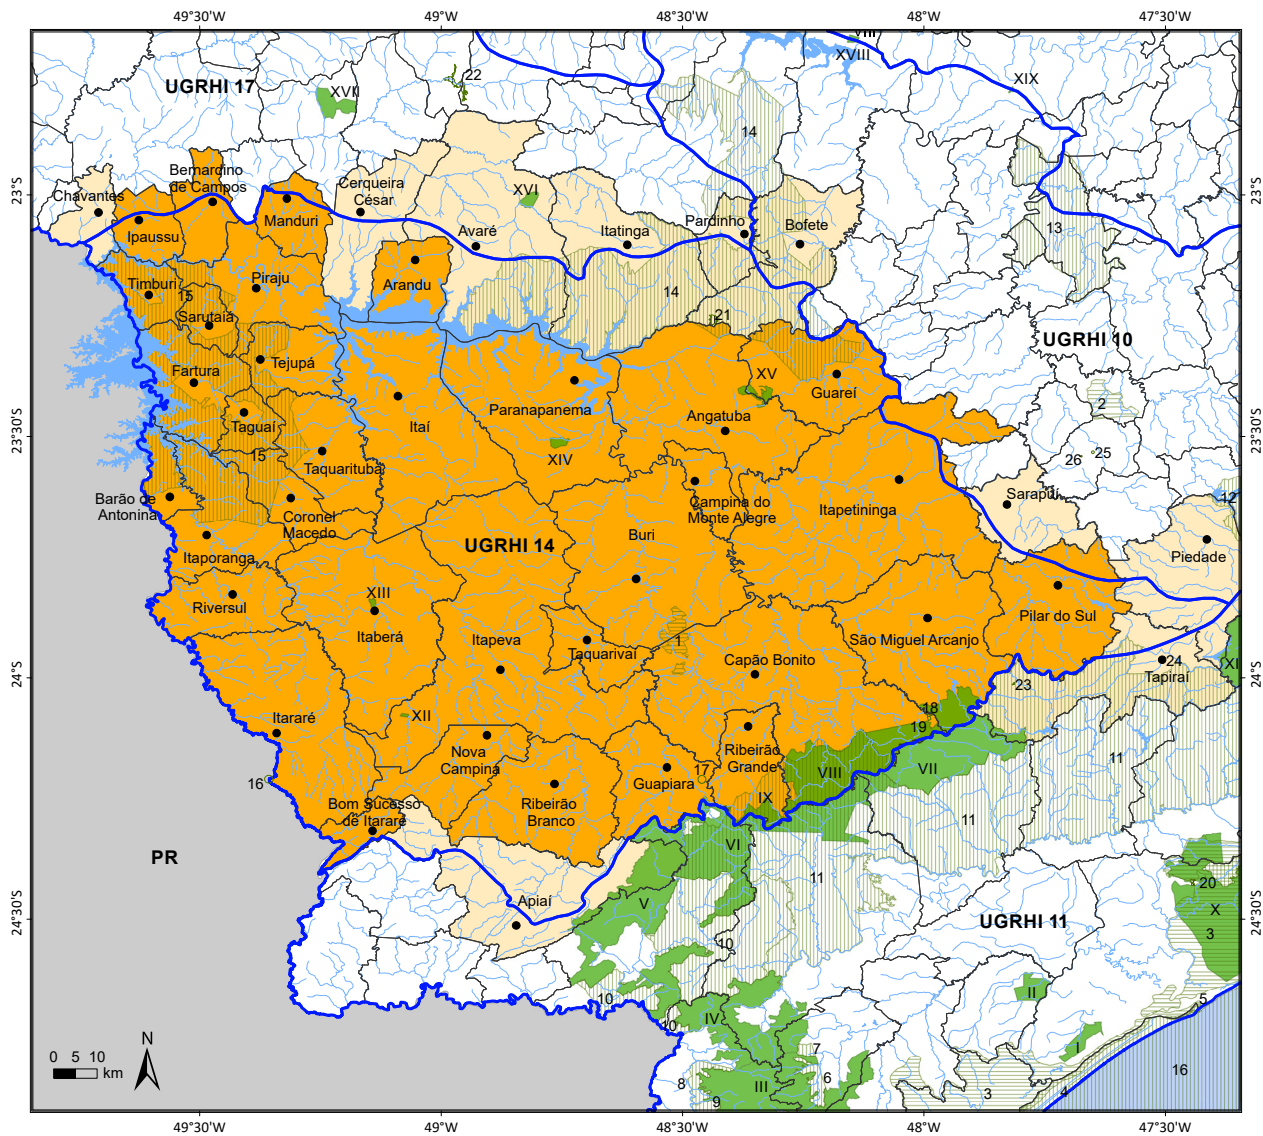 49°30'W
49°W
48°30'W
48°W
47°30'W
VIII
XVIII
XIX
UGRHI 17
22
XVII
14
23°S
23°S
Bernardino
de Campos
Chavantes
Cerqueira
César
XVI
Manduri
Ipaussu
Avaré
Itatinga
Pardinho
Bofete
13
Timburi
15
Piraju
Arandu
14
21
Sarutaiá
UGRHI 10
Fartura
Tejupá
XV
Guareí
Taguaí
Itaí
Paranapanema
Angatuba
2
23°30'S
23°30'S
15
Taquarituba
XIV
26
25
Barão de
Antonina
Coronel
Macedo
Campina do
Monte Alegre
Itapetininga
Sarapuí
12
Itaporanga
UGRHI 14
Buri
Piedade
Riversul
XIII
Itaberá
Itapeva
Taquarivaí
1
São Miguel Arcanjo
Pilar do Sul
Capão Bonito
24°S
24°S
24
Tapiraí
XI
23
Itararé
XII
18
19
Nova
Campina
Ribeirão
Grande
11
16
Guapiara
17
VIII
VII
IX
Bom Sucesso
de Itararé
Ribeirão
Branco
11
PR
VI
11
20
Apiaí
V
UGRHI 11
X
3
24°30'S
24°30'S
10
II
10
5
N
10
IV
I
0 5 10
km
7
16
8
III
6
3
4
9
49°30'W
49°W
48°30'W
48°W
47°30'W